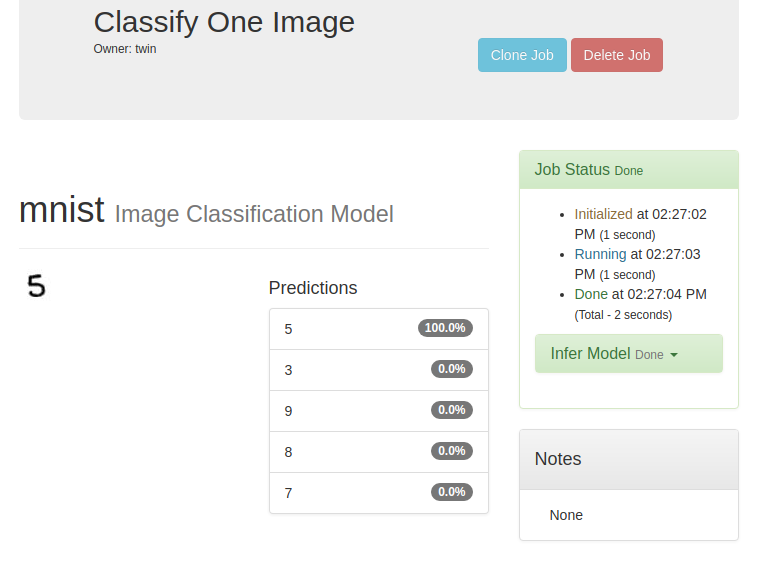 Classify One Image
Owner: twin
Clone Job
Delete Job
mnist Image Classification Model
5
Predictions
5 100.0%
3 0.0%
9 0.0%
8 0.0%
7 0.0%
Job Status Done
Initialized at 02:27:02
PM (1 second)
Running at 02:27:03
PM (1 second)
Done at 02:27:04 PM
(Total - 2 seconds)
Infer Model Done
Notes
None